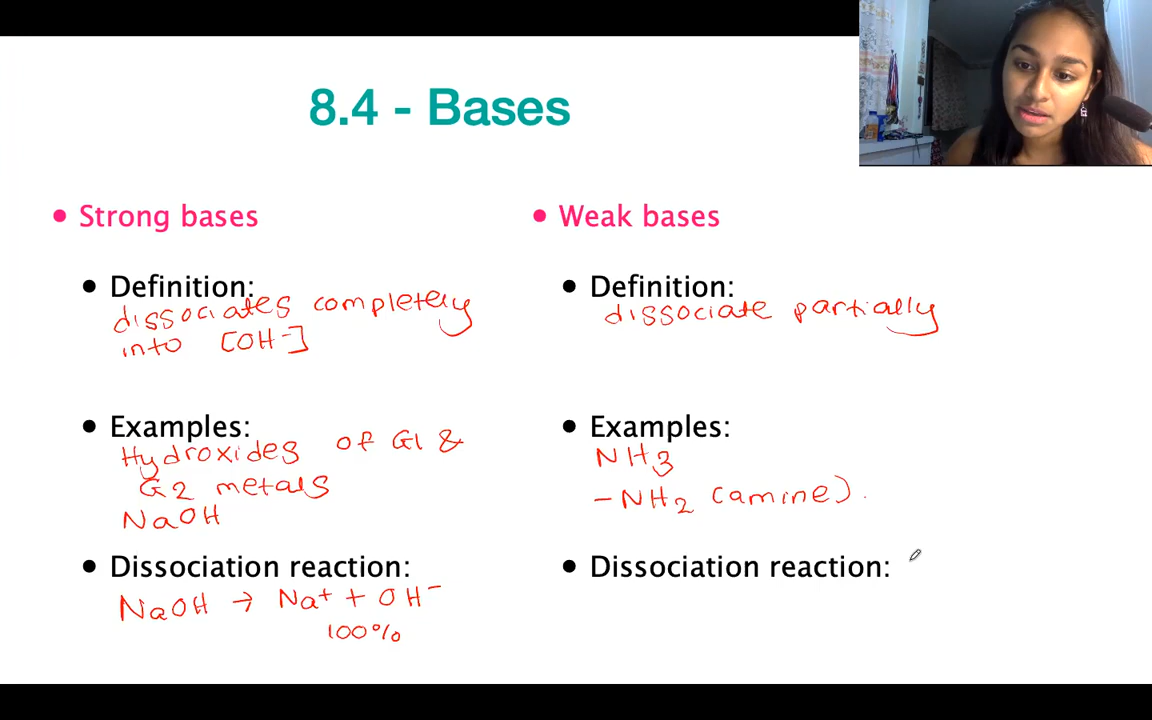 8.4 - Bases
• Strong bases
• Definition:
dissociates completely
into [OH⁻]
• Examples:
Hydroxides of G1 &
G2 metals
NaOH
• Dissociation reaction:
NaOH → Na⁺ + OH⁻
100%
• Weak bases
• Definition:
dissociate partially
• Examples:
NH₃
-NH₂ (amine).
• Dissociation reaction: